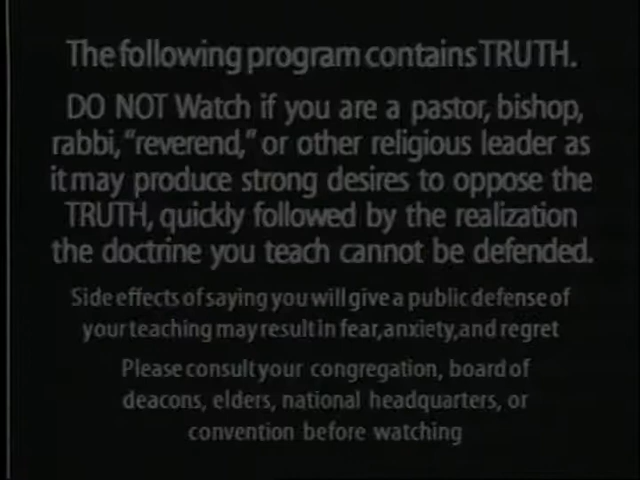 The following program contains TRUTH.
DO NOT Watch if you are a pastor, bishop,
rabbi, "reverend," or other religious leader as
it may produce strong desires to oppose the
TRUTH, quickly followed by the realization
the doctrine you teach cannot be defended.
Side effects of saying you will give a public defense of
your teaching may result in fear, anxiety, and regret
Please consult your congregation, board of
deacons, elders, national headquarters, or
convention before watching